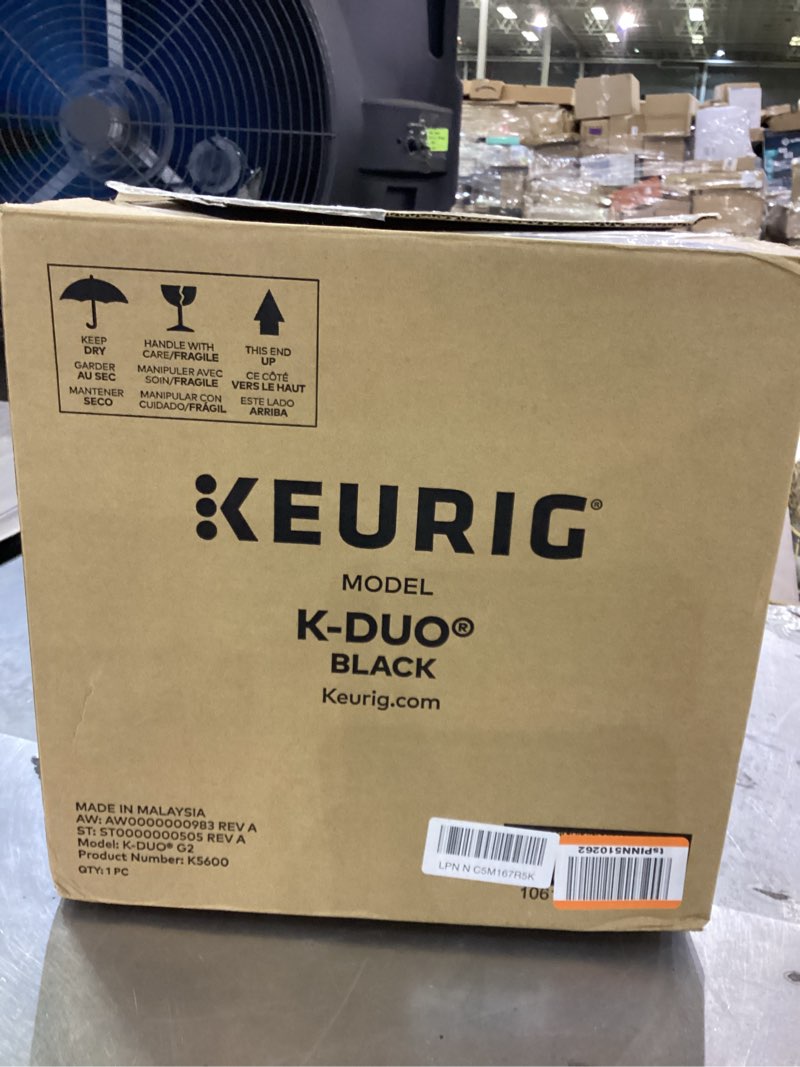 KEEP
DRY
GARDER
AU SEC
MANTENER
SECO
HANDLE WITH
CARE/FRAGILE
MANIPULER AVEC
SOIN/FRAGILE
MANIPULAR CON
CUIDADO/FRÁGIL
THIS END
UP
CE CÔTÉ
VERS LE HAUT
ESTE LADO
ARRIBA
KEURIG®
MODEL
K-DUO®
BLACK
Keurig.com
MADE IN MALAYSIA
AW: AW0000000983 REV A
ST: ST0000000505 REV A
Model: K-DUO® G2
Product Number: K5600
QTY: 1 PC
LPN N C5M167R5K
tsPINN510262
106